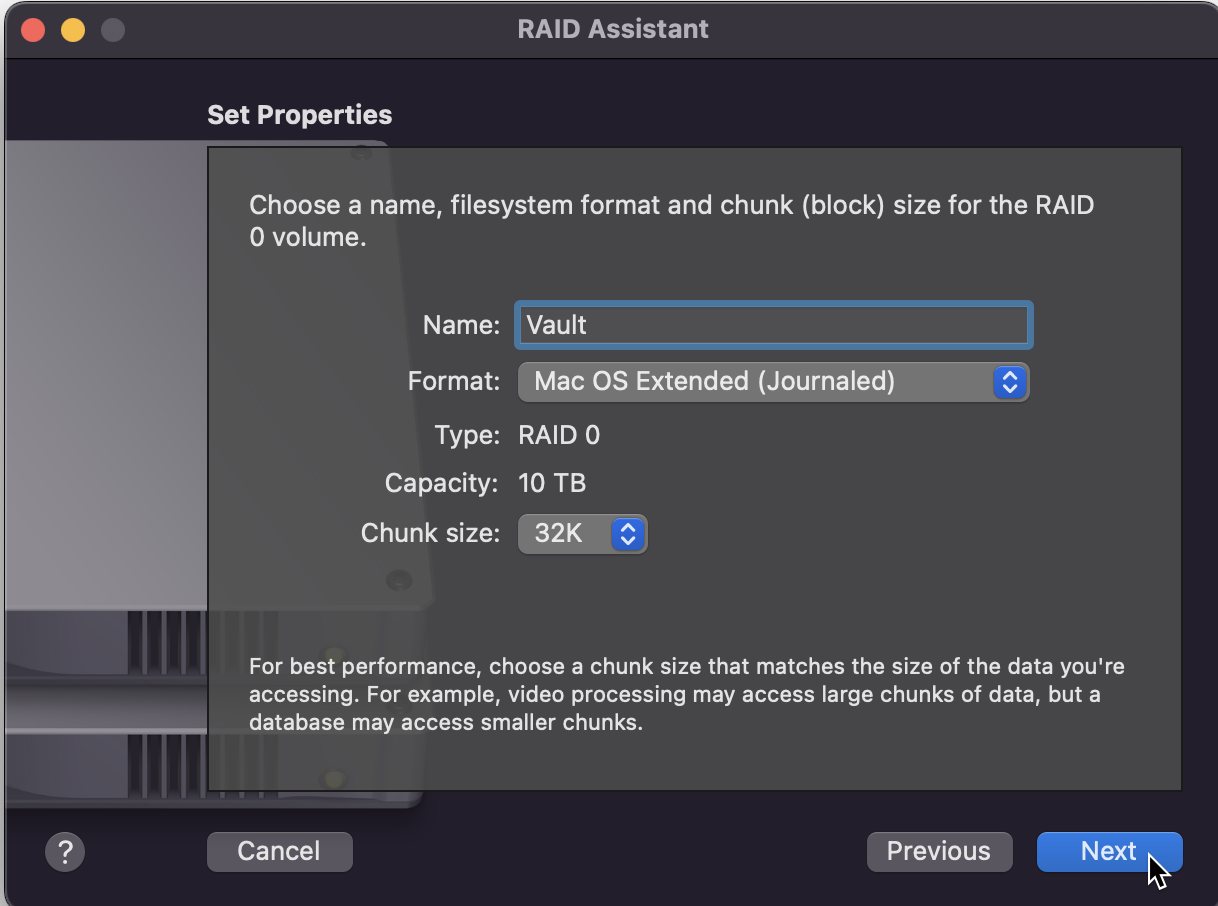 RAID Assistant
Set Properties
Choose a name, filesystem format and chunk (block) size for the RAID
0 volume.
Name: Vault
Format: Mac OS Extended (Journaled)
Type: RAID 0
Capacity: 10 TB
Chunk size: 32K
For best performance, choose a chunk size that matches the size of the data you're
accessing. For example, video processing may access large chunks of data, but a
database may access smaller chunks.
? Cancel Previous Next